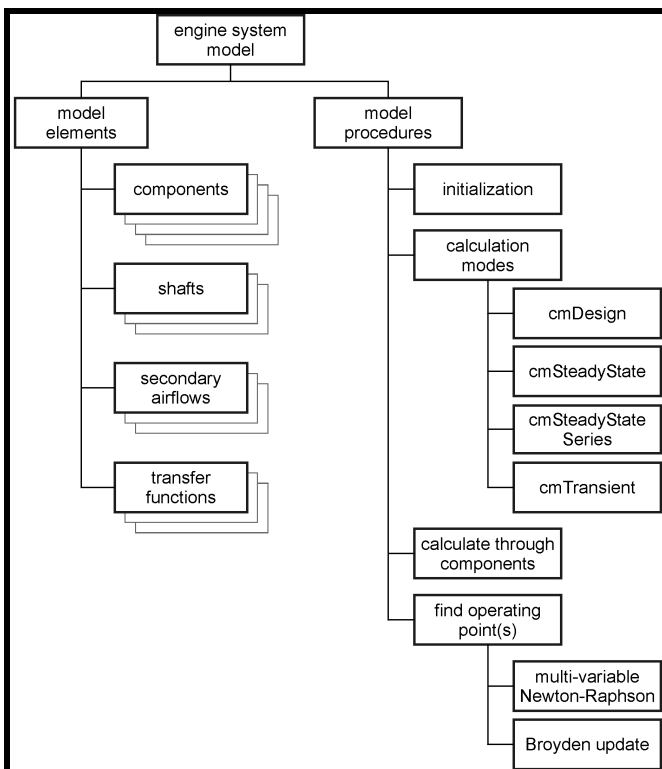 engine system
model
model
elements
model
procedures
components
shafts
secondary
airflows
transfer
functions
initialization
calculation
modes
cmDesign
cmSteadyState
cmSteadyState
Series
cmTransient
calculate through
components
find operating
point(s)
multi-variable
Newton-Raphson
Broyden update